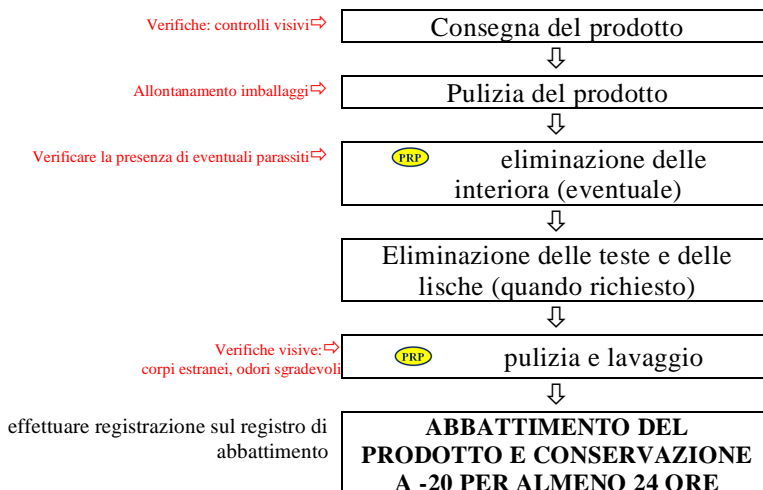 Verifiche: controlli visivi⇨
Consegna del prodotto
Allontanamento imballaggi⇨
Pulizia del prodotto
Verificare la presenza di eventuali parassiti⇨
PRP eliminazione delle
interiora (eventuale)
Eliminazione delle teste e delle
lische (quando richiesto)
Verifiche visive:⇨
corpi estranei, odori sgradevoli
PRP pulizia e lavaggio
effettuare registrazione sul registro di
abbattimento
ABBATTIMENTO DEL
PRODOTTO E CONSERVAZIONE
A -20 PER ALMENO 24 ORE